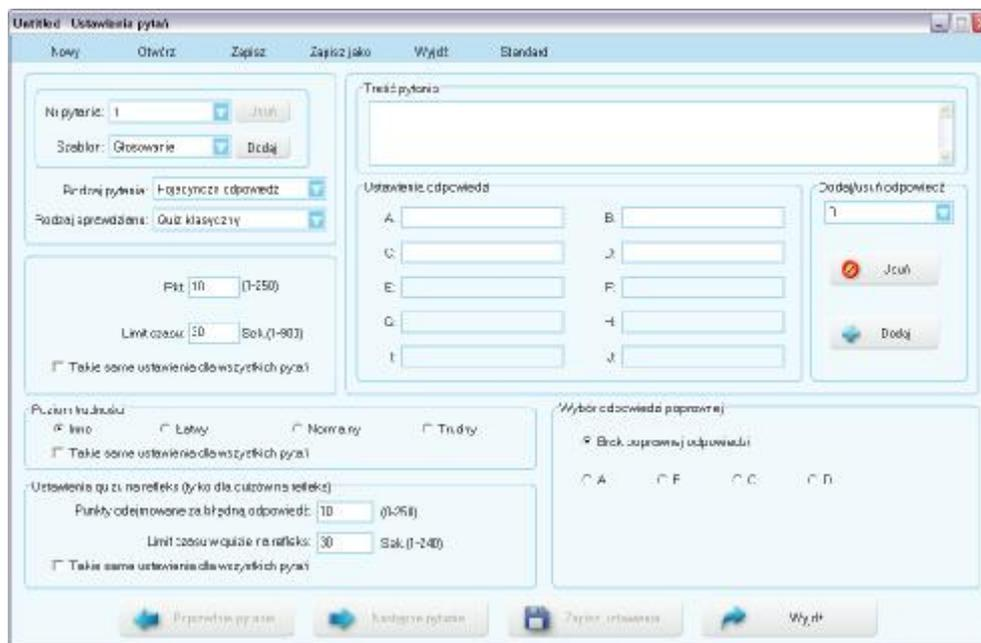 Untitled Ustawienia pytań
Nowy Otwórz Zapisz Zapisz jako Wyjdź Standard
Nr pytania: 1 Usuń
Szablon: Głosowanie Dodaj
Rodzaj pytania: Pojedyncza odpowiedź
Rodzaj sprawdzianu: Quiz klasyczny
Treść pytania
Ustawienie odpowiedzi
A: B:
C: D:
E: F:
G: H:
I: J:
Dodaj/usuń odpowiedź
Usuń
Dodaj
Pkt: 10 (1-250)
Limit czasu: 30 Sek.(1-900)
Takie same ustawienia dla wszystkich pytań
Poziom trudności
Inne Łatwy Normalny Trudny
Takie same ustawienia dla wszystkich pytań
Ustawienia quizu na refleks (tylko dla quizów na refleks)
Punkty odejmowane za błędną odpowiedź: 10 (0-250)
Limit czasu w quizie na refleks: 30 Sek.(1-240)
Takie same ustawienia dla wszystkich pytań
Wybór odpowiedzi poprawnej
Brak poprawnej odpowiedzi
A B C D
Poprzednie pytanie Następne pytanie Zapisz ustawienia Wyjdź